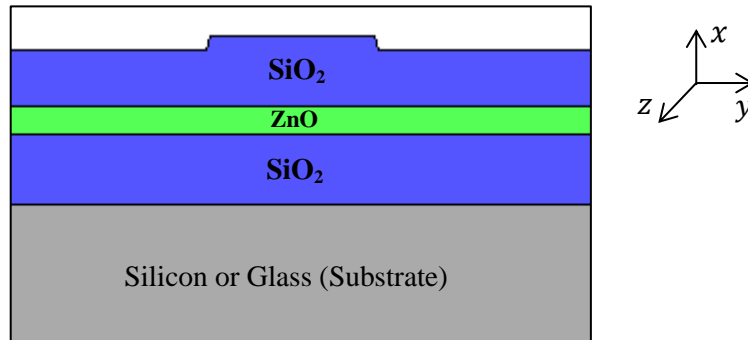 SiO₂
ZnO
SiO₂
Silicon or Glass (Substrate)
x
z
y